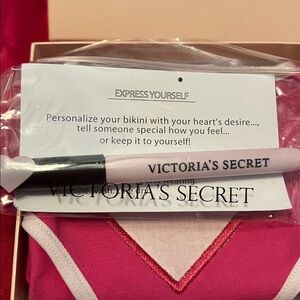 EXPRESS YOURSELF
Personalize your bikini with your heart's desire...,
tell someone special how you feel...
or keep it to yourself!
VICTORIA'S SECRET
wearing.
VICTORIA'S SECRET